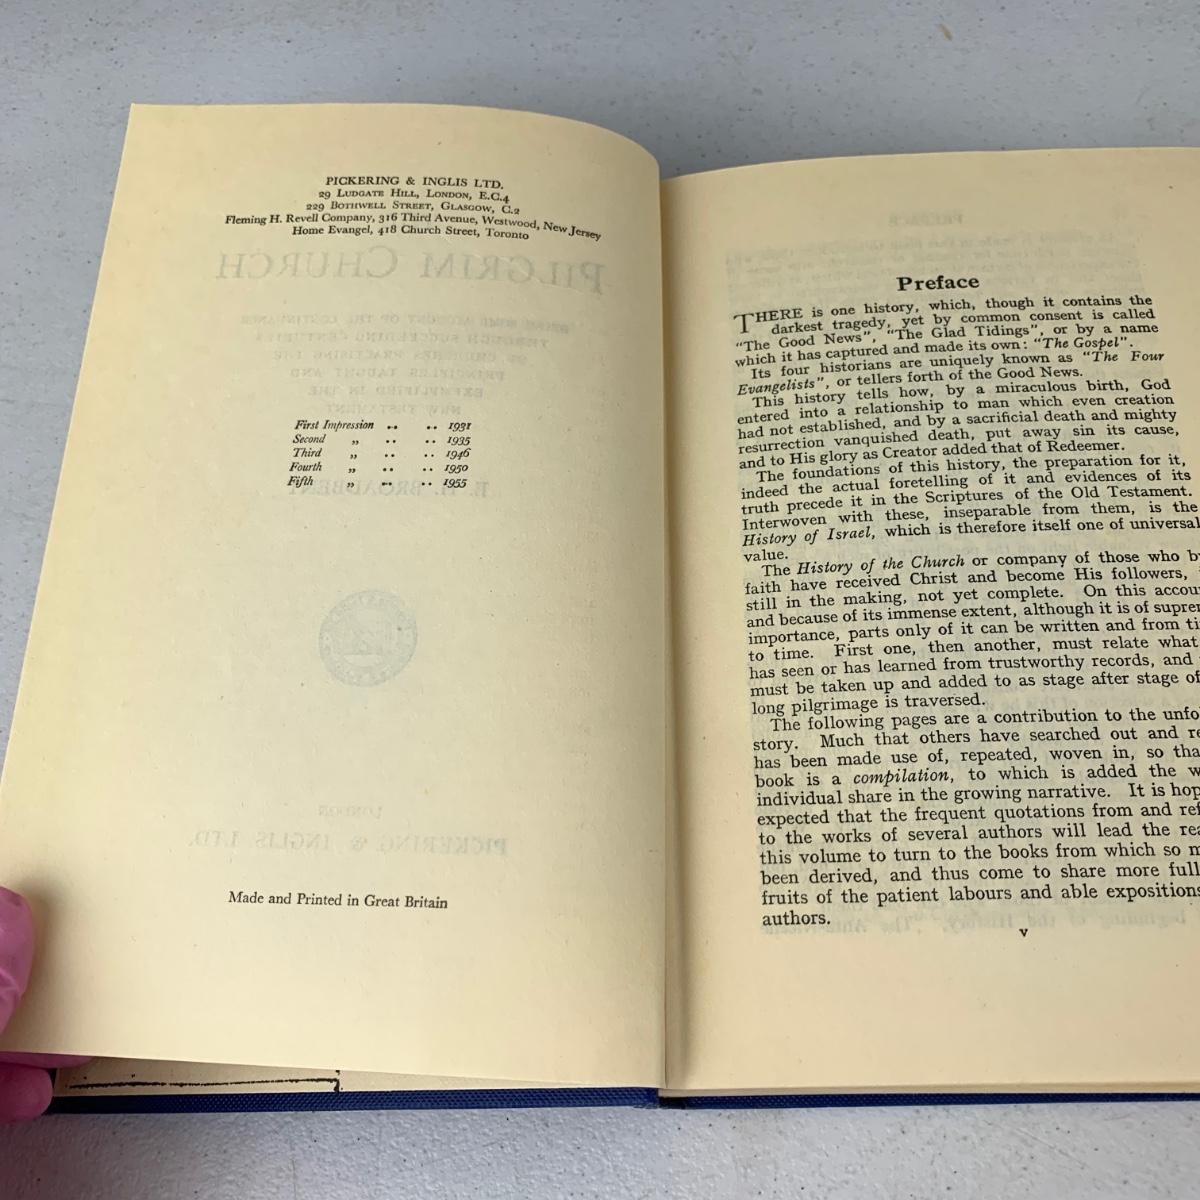 PICKERING & INGLIS LTD.
29 LUDGATE HILL, LONDON, E.C.4
229 BOTHWELL STREET, GLASGOW, C.2
Fleming H. Revell Company, 316 Third Avenue, Westwood, New Jersey
Home Evangel, 418 Church Street, Toronto
PILGRIM CHURCH
First Impression .. .. 1931
Second „ .. .. 1935
Third „ .. .. 1946
Fourth „ .. .. 1950
Fifth „ .. .. 1955
E. H. BROADBENT
LONDON
PICKERING & INGLIS LTD.
Made and Printed in Great Britain
Preface
THERE is one history, which, though it contains the
darkest tragedy, yet by common consent is called
"The Good News", "The Glad Tidings", or by a name
which it has captured and made its own: "The Gospel".
Its four historians are uniquely known as "The Four
Evangelists", or tellers forth of the Good News.
This history tells how, by a miraculous birth, God
entered into a relationship to man which even creation
had not established, and by a sacrificial death and mighty
resurrection vanquished death, put away sin its cause,
and to His glory as Creator added that of Redeemer.
The foundations of this history, the preparation for it,
indeed the actual foretelling of it and evidences of its
truth precede it in the Scriptures of the Old Testament.
Interwoven with these, inseparable from them, is the
History of Israel, which is therefore itself one of universal
value.
The History of the Church or company of those who by
faith have received Christ and become His followers,
still in the making, not yet complete. On this accou
and because of its immense extent, although it is suprem
importance, parts only of it can be written and from ti
to time. First one, then another, must relate what
has seen or has learned from trustworthy records, and
must be taken up and added to as stage after stage of
long pilgrimage is traversed.
The following pages are a contribution to the unfol
story. Much that others have searched out and re
has been made use of, repeated, woven in, so tha
book is a compilation, to which is added the w
individual share in the growing narrative. It is hop
expected that the frequent quotations from and ref
to the works of several authors will lead the rea
this volume to turn to the books from which so m
been derived, and thus come to share more full
fruits of the patient labours and able expositions
authors.
v